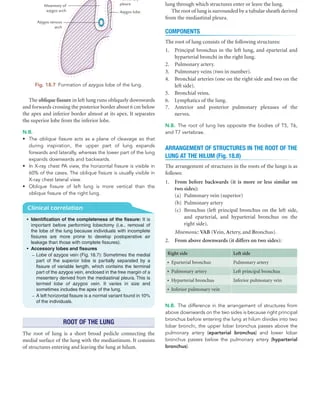 Mesentery of
azygos arch
pleura
Azygos lobe
Azygos venous
arch
Fig. 18.7 Formation of azygos lobe of the lung.
The oblique fissure in left lung runs obliquely downwards
and forwards crossing the posterior border about 6 cm below
the apex and inferior border almost at its apex. It separates
the superior lobe from the inferior lobe.
N.B.
• The oblique fissure acts as a plane of cleavage so that
during inspiration, the upper part of lung expands
forwards and laterally, whereas the lower part of the lung
expands downwards and backwards.
• In X-ray chest PA view, the horizontal fissure is visible in
60% of the cases. The oblique fissure is usually visible in
X-ray chest lateral view.
• Oblique fissure of left lung is more vertical than the
oblique fissure of the right lung.
Clinical correlation
• Identification of the completeness of the fissure: It is
important before performing lobectomy (i.e., removal of
the lobe of the lung because individuals with incomplete
fissures are more prone to develop postoperative air
leakage than those with complete fissures).
• Accessory lobes and fissures
– Lobe of azygos vein (Fig. 18.7): Sometimes the medial
part of the superior lobe is partially separated by a
fissure of variable length, which contains the terminal
part of the azygos vein, enclosed in the free margin of a
mesentery derived from the mediastinal pleura. This is
termed lobe of azygos vein. It varies in size and
sometimes includes the apex of the lung.
– A left horizontal fissure is a normal variant found in 10%
of the individuals.
ROOT OF THE LUNG
The root of lung is a short broad pedicle connecting the
medial surface of the lung with the mediastinum. It consists
of structures entering and leaving the lung at hilum.
lung through which structures enter or leave the lung.
The root of lung is surrounded by a tubular sheath derived
from the mediastinal pleura.
COMPONENTS
The root of lung consists of the following structures:
1. Principal bronchus in the left lung, and eparterial and
hyparterial bronchi in the right lung.
2. Pulmonary artery.
3. Pulmonary veins (two in number).
4. Bronchial arteries (one on the right side and two on the
left side).
5. Bronchial veins.
6. Lymphatics of the lung.
7. Anterior and posterior pulmonary plexuses of the
nerves.
N.B. The root of lung lies opposite the bodies of T5, T6,
and T7 vertebrae.
ARRANGEMENT OF STRUCTURES IN THE ROOT OF THE
LUNG AT THE HILUM (Fig. 18.8)
The arrangement of structures in the roots of the lungs is as
follows:
1. From before backwards (it is more or less similar on
two sides):
(a) Pulmonary vein (superior)
(b) Pulmonary artery
(c) Bronchus (left principal bronchus on the left side,
and eparterial, and hyparterial bronchus on the
right side).
Mnemonic: VAB (Vein, Artery, and Bronchus).
2. From above downwards (it differs on two sides):
Right side Left side
• Eparterial bronchus Pulmonary artery
• Pulmonary artery Left principal bronchus
• Hyparterial bronchus Inferior pulmonary vein
• Inferior pulmonary vein
N.B. The difference in the arrangement of structures from
above downwards on the two sides is because right principal
bronchus before entering the lung at hilum divides into two
lobar bronchi, the upper lobar bronchus passes above the
pulmonary artery (eparterial bronchus) and lower lobar
bronchus passes below the pulmonary artery (hyparterial
bronchus).